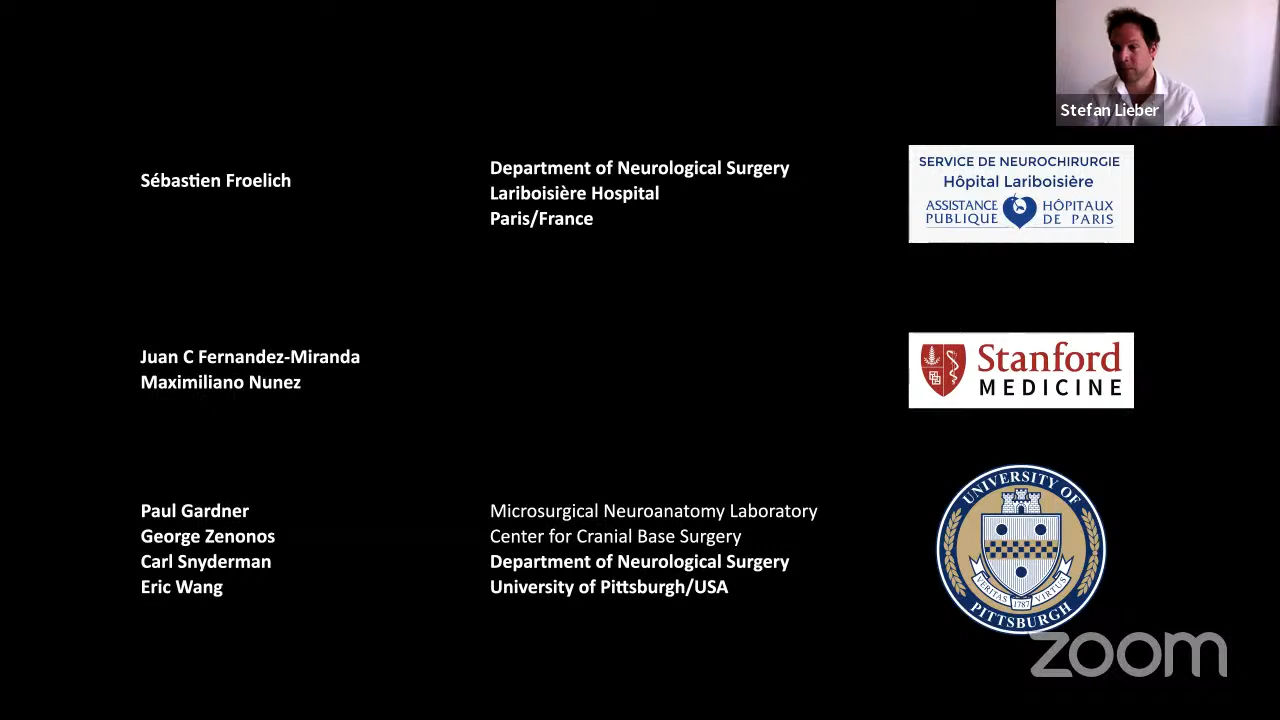 Stefan Lieber
Sébastien Froelich
Department of Neurological Surgery
Lariboisière Hospital
Paris/France
SERVICE DE NEUROCHIRURGIE
Hôpital Lariboisière
ASSISTANCE HÔPITAUX
PUBLIQUE DE PARIS
Juan C Fernandez-Miranda
Maximiliano Nunez
Stanford
MEDICINE
Paul Gardner
George Zenonos
Carl Snyderman
Eric Wang
Microsurgical Neuroanatomy Laboratory
Center for Cranial Base Surgery
Department of Neurological Surgery
University of Pittsburgh/USA
UNIVERSITY OF
VERITAS 1787 VIRTUS
PITTSBURGH
zoom